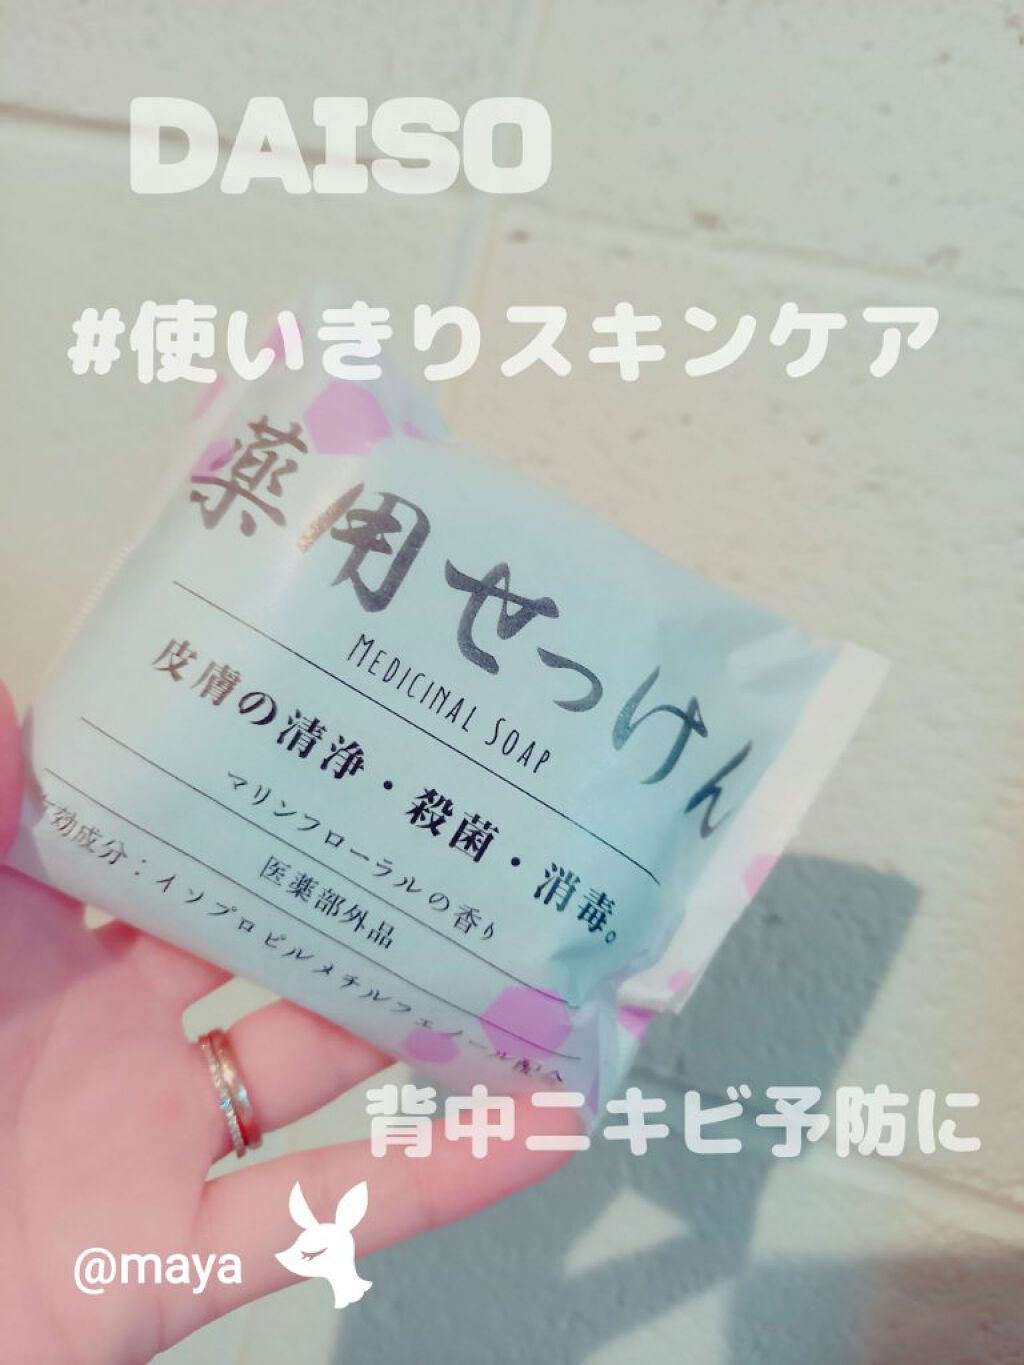 DAISO
#使いきりスキンケア
薬用せっけん
MEDICINAL SOAP
皮膚の清浄・殺菌・消毒。
マリンフローラルの香り
医薬部外品
有効成分：イソプロピルメチルフェノール配合
背中ニキビ予防に
@maya